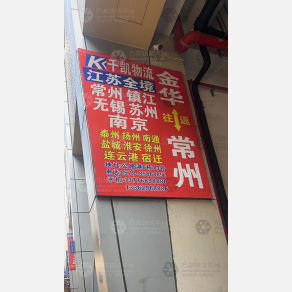 千凯物流
江苏全境
常州 镇江
无锡 苏州
南京
泰州 扬州 南通
盐城 淮安 徐州
连云港 宿迁
金华
往返
常州